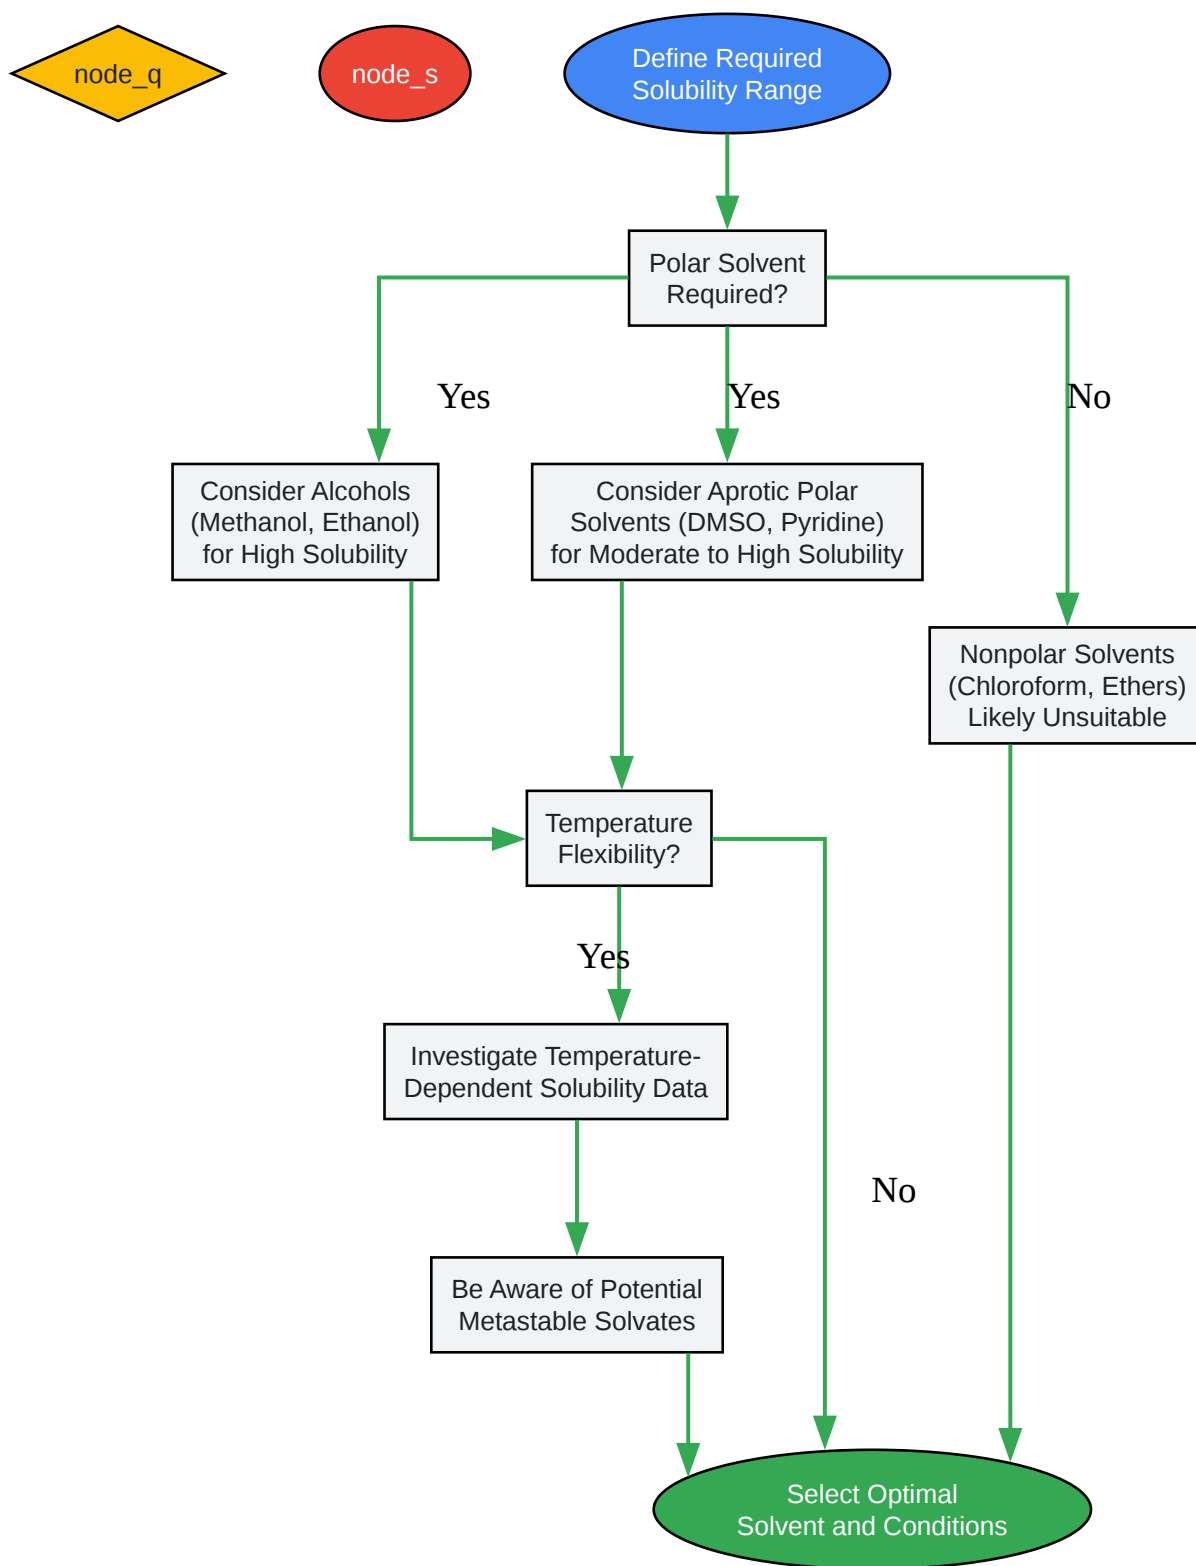 node_q
node_s
Define Required
Solubility Range
Polar Solvent
Required?
Yes
Yes
No
Consider Alcohols
(Methanol, Ethanol)
for High Solubility
Consider Aprotic Polar
Solvents (DMSO, Pyridine)
for Moderate to High Solubility
Nonpolar Solvents
(Chloroform, Ethers)
Likely Unsuitable
Temperature
Flexibility?
Yes
Investigate Temperature-
Dependent Solubility Data
No
Be Aware of Potential
Metastable Solvates
Select Optimal
Solvent and Conditions